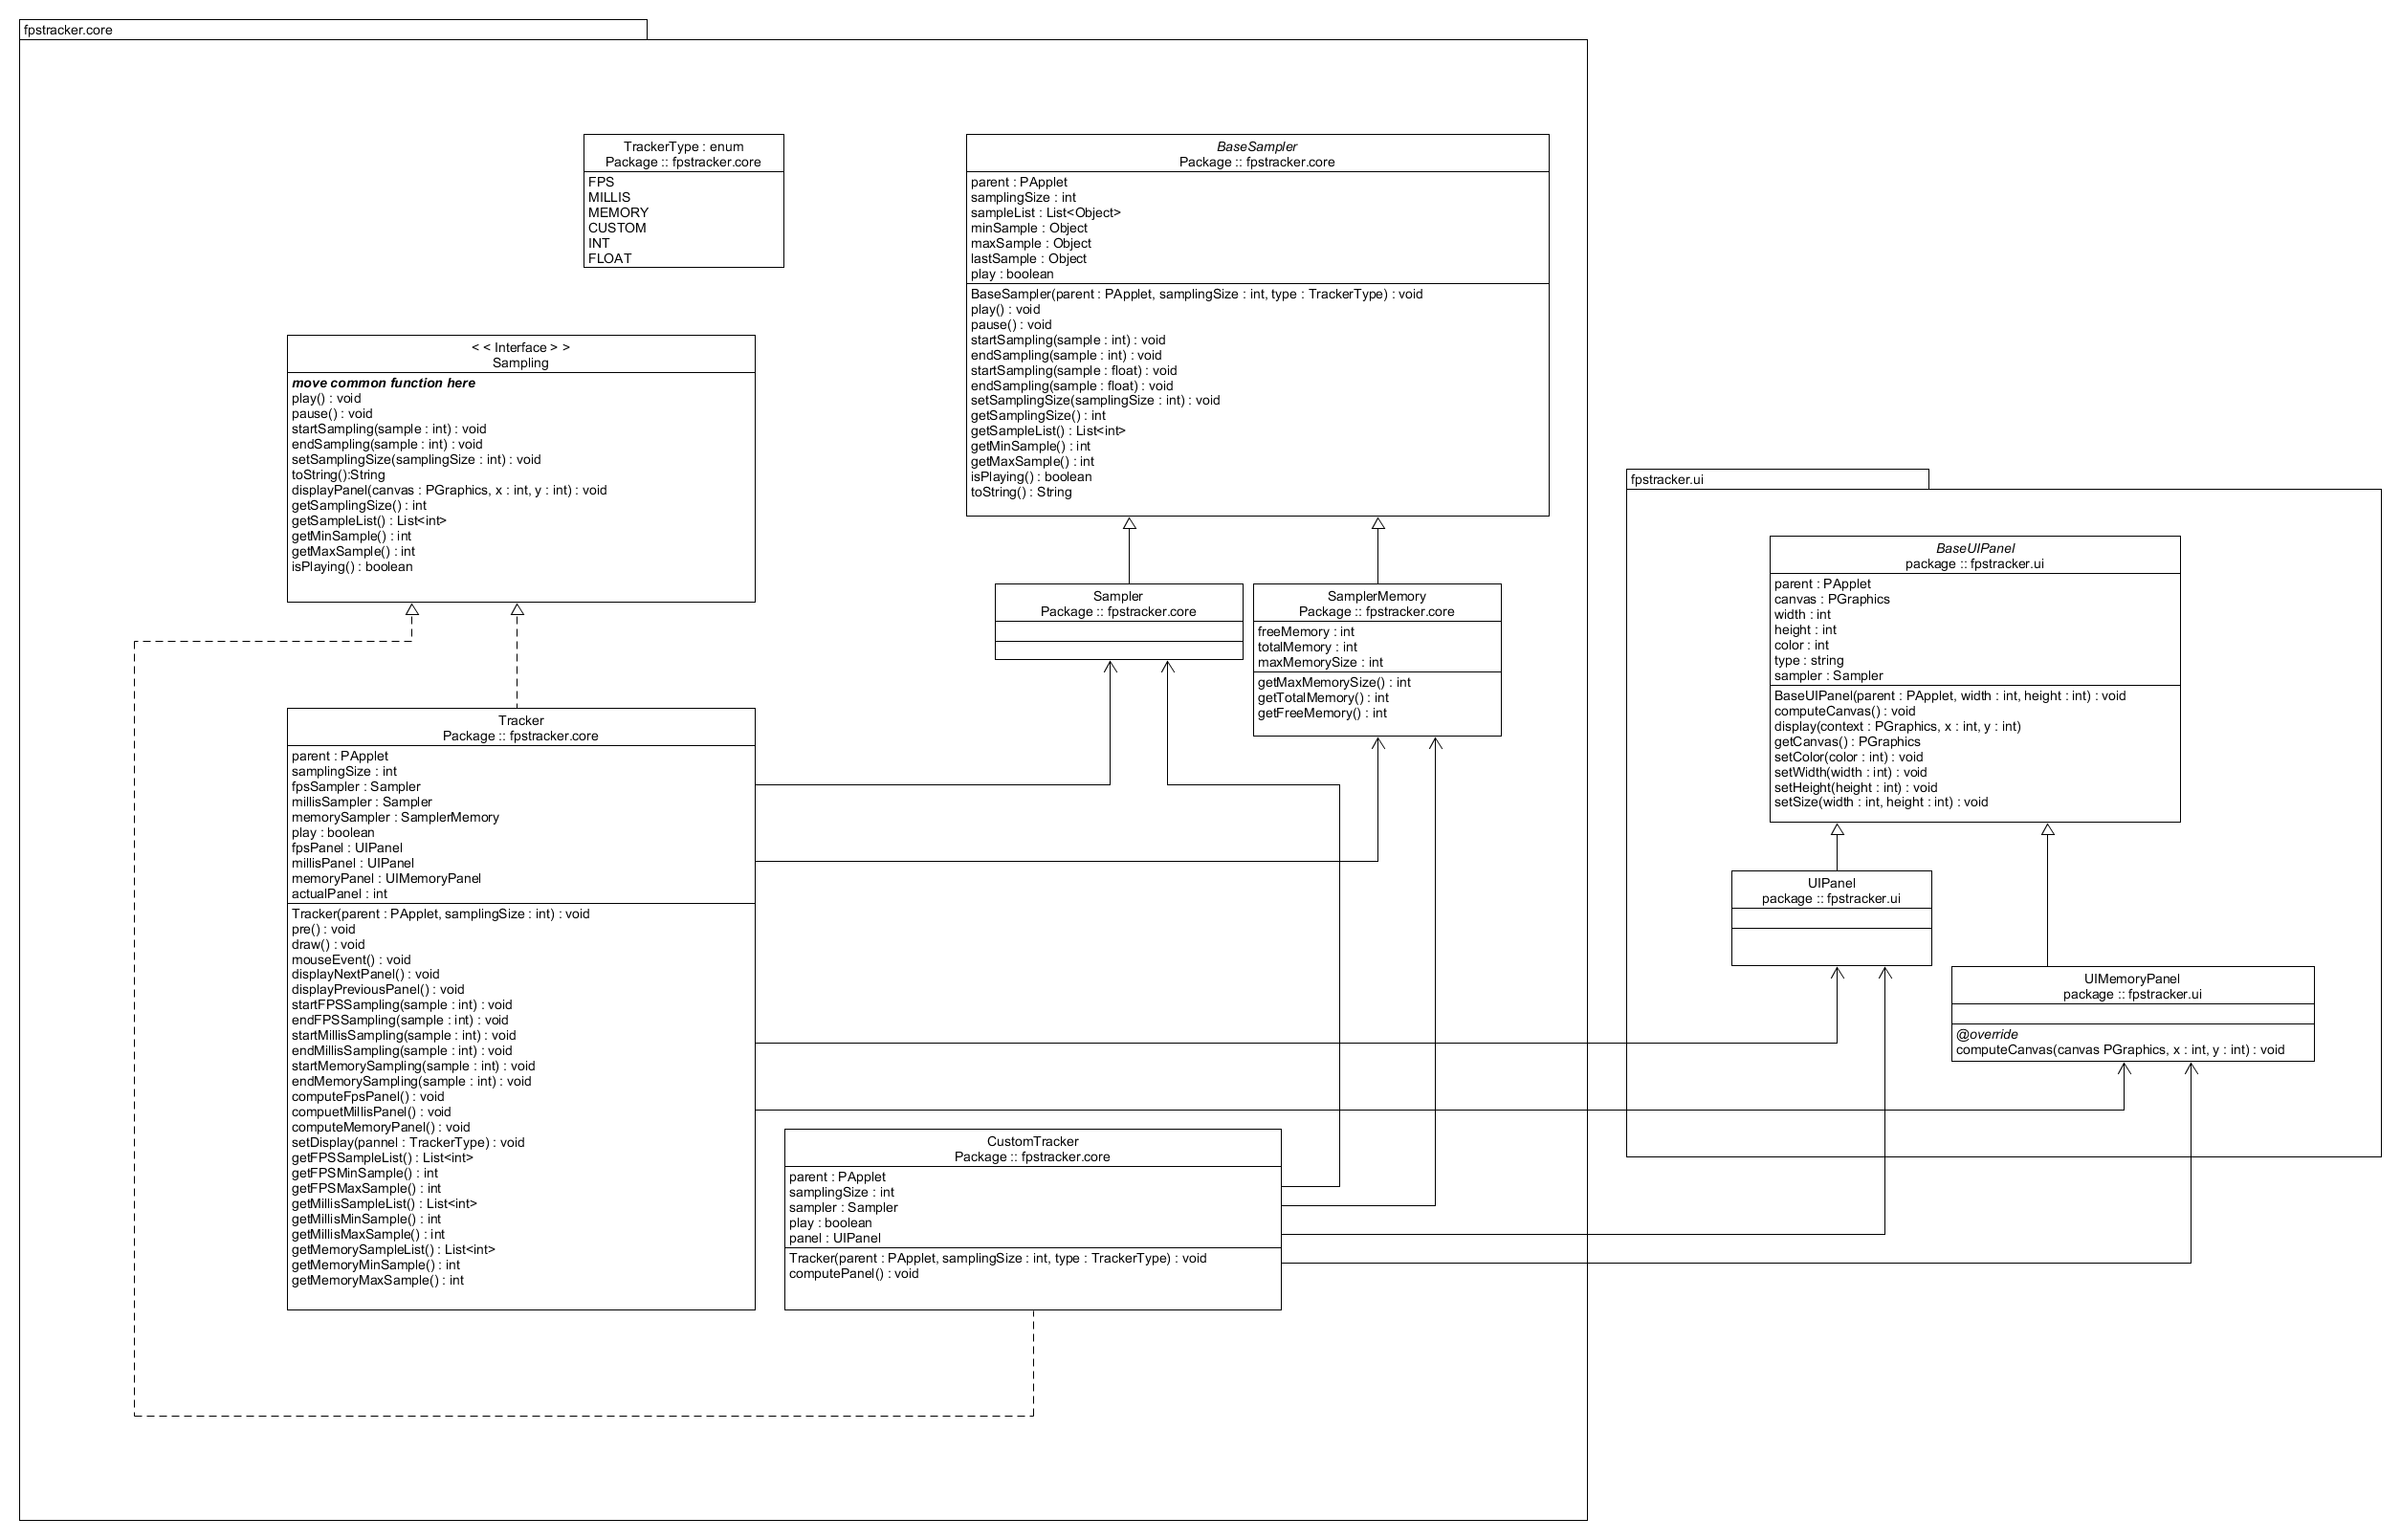 fpstracker.core
TrackerType : enum
Package :: fpstracker.core
FPS
MILLIS
MEMORY
CUSTOM
INT
FLOAT
BaseSampler
Package :: fpstracker.core
parent : PApplet
samplingSize : int
sampleList : List<Object>
minSample : Object
maxSample : Object
lastSample : Object
play : boolean
BaseSampler(parent : PApplet, samplingSize : int, type : TrackerType) : void
play() : void
pause() : void
startSampling(sample : int) : void
endSampling(sample : int) : void
startSampling(sample : float) : void
endSampling(sample : float) : void
setSamplingSize(samplingSize : int) : void
getSamplingSize() : int
getSampleList() : List<int>
getMinSample() : int
getMaxSample() : int
isPlaying() : boolean
toString() : String
< < Interface > >
Sampling
move common function here
play() : void
pause() : void
startSampling(sample : int) : void
endSampling(sample : int) : void
setSamplingSize(samplingSize : int) : void
toString():String
displayPanel(canvas : PGraphics, x : int, y : int) : void
getSamplingSize() : int
getSampleList() : List<int>
getMinSample() : int
getMaxSample() : int
isPlaying() : boolean
Sampler
Package :: fpstracker.core
SamplerMemory
Package :: fpstracker.core
freeMemory : int
totalMemory : int
maxMemorySize : int
getMaxMemorySize() : int
getTotalMemory() : int
getFreeMemory() : int
Tracker
Package :: fpstracker.core
parent : PApplet
samplingSize : int
fpsSampler : Sampler
millisSampler : Sampler
memorySampler : SamplerMemory
play : boolean
fpsPanel : UIPanel
millisPanel : UIPanel
memoryPanel : UIMemoryPanel
actualPanel : int
Tracker(parent : PApplet, samplingSize : int) : void
pre() : void
draw() : void
mouseEvent() : void
displayNextPanel() : void
displayPreviousPanel() : void
startFPSSampling(sample : int) : void
endFPSSampling(sample : int) : void
startMillisSampling(sample : int) : void
endMillisSampling(sample : int) : void
startMemorySampling(sample : int) : void
endMemorySampling(sample : int) : void
computeFpsPanel() : void
compuetMillisPanel() : void
computeMemoryPanel() : void
setDisplay(pannel : TrackerType) : void
getFPSSampleList() : List<int>
getFPSMinSample() : int
getFPSMaxSample() : int
getMillisSampleList() : List<int>
getMillisMinSample() : int
getMillisMaxSample() : int
getMemorySampleList() : List<int>
getMemoryMinSample() : int
getMemoryMaxSample() : int
CustomTracker
Package :: fpstracker.core
parent : PApplet
samplingSize : int
sampler : Sampler
play : boolean
panel : UIPanel
Tracker(parent : PApplet, samplingSize : int, type : TrackerType) : void
computePanel() : void
fpstracker.ui
BaseUIPanel
package :: fpstracker.ui
parent : PApplet
canvas : PGraphics
width : int
height : int
color : int
type : string
sampler : Sampler
BaseUIPanel(parent : PApplet, width : int, height : int) : void
computeCanvas() : void
display(context : PGraphics, x : int, y : int)
getCanvas() : PGraphics
setColor(color : int) : void
setWidth(width : int) : void
setHeight(height : int) : void
setSize(width : int, height : int) : void
UIPanel
package :: fpstracker.ui
UIMemoryPanel
package :: fpstracker.ui
@override
computeCanvas(canvas PGraphics, x : int, y : int) : void